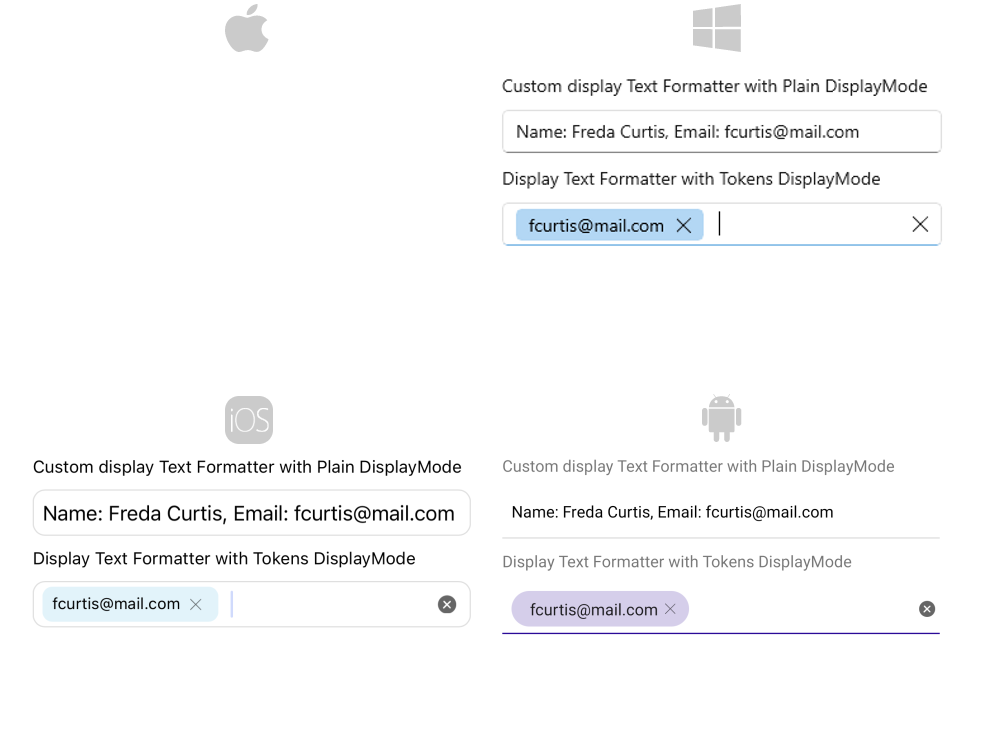 Custom display Text Formatter with Plain DisplayMode
Name: Freda Curtis, Email: fcurtis@mail.com
Display Text Formatter with Tokens DisplayMode
fcurtis@mail.com
iOS
Custom display Text Formatter with Plain DisplayMode
Name: Freda Curtis, Email: fcurtis@mail.com
Display Text Formatter with Tokens DisplayMode
fcurtis@mail.com
Custom display Text Formatter with Plain DisplayMode
Name: Freda Curtis, Email: fcurtis@mail.com
Display Text Formatter with Tokens DisplayMode
fcurtis@mail.com